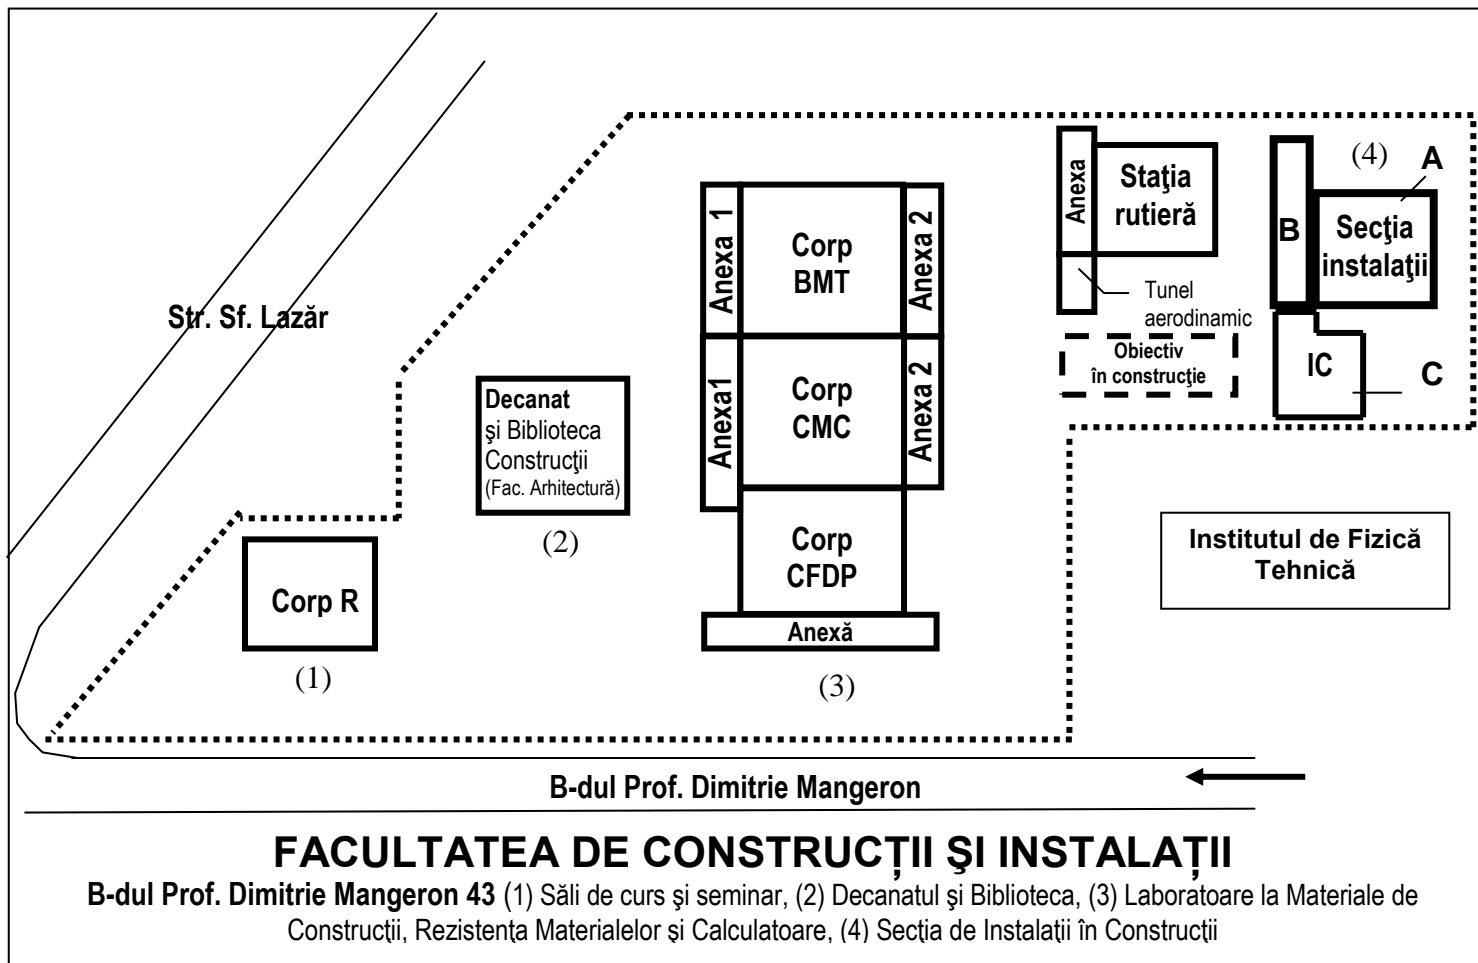 (4)
A
Anexa
Staţia
rutieră
B
Secţia
instalaţii
Anexa 1
Corp
BMT
Anexa 2
Tunel
aerodinamic
Str. Sf. Lazăr
Obiectiv
în construcţie
IC
C
Decanat
şi Biblioteca
Construcţii
(Fac. Arhitectură)
(2)
Anexa1
Corp
CMC
Anexa 2
Corp
CFDP
Anexă
(3)
Institutul de Fizică
Tehnică
Corp R
(1)
B-dul Prof. Dimitrie Mangeron
FACULTATEA DE CONSTRUCȚII ŞI INSTALAȚII
B-dul Prof. Dimitrie Mangeron 43 (1) Săli de curs şi seminar, (2) Decanatul şi Biblioteca, (3) Laboratoare la Materiale de
Construcţii, Rezistenţa Materialelor şi Calculatoare, (4) Secţia de Instalaţii în Construcţii